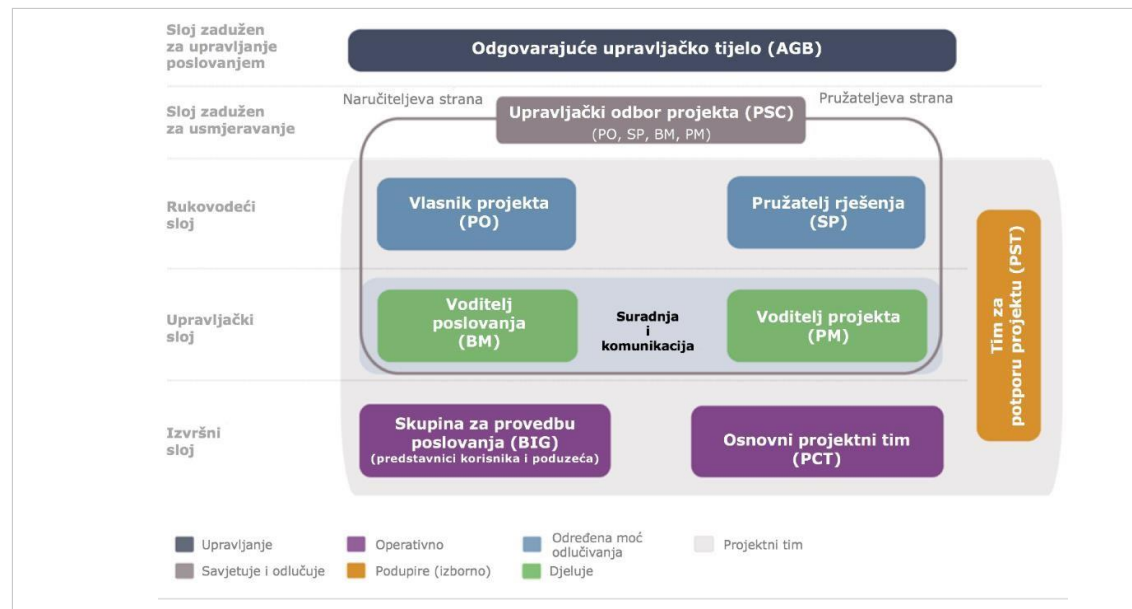 Sloj zadužen
za upravljanje
poslovanjem
Odgovarajuće upravljačko tijelo (AGB)
Sloj zadužen
za usmjeravanje
Naručiteljeva strana
Upravljački odbor projekta (PSC)
(PO, SP, BM, PM)
Pružateljeva strana
Rukovodeći
sloj
Vlasnik projekta
(PO)
Pružatelj rješenja
(SP)
Tim za
potporu projektu (PST)
Upravljački
sloj
Voditelj
poslovanja
(BM)
Suradnja
i
komunikacija
Voditelj projekta
(PM)
Izvršni
sloj
Skupina za provedbu
poslovanja (BIG)
(predstavnici korisnika i poduzeća)
Osnovni projektni tim
(PCT)
Upravljanje
Operativno
Određena moć
odlučivanja
Projektni tim
Savjetuje i odlučuje
Podupire (izborno)
Djeluje